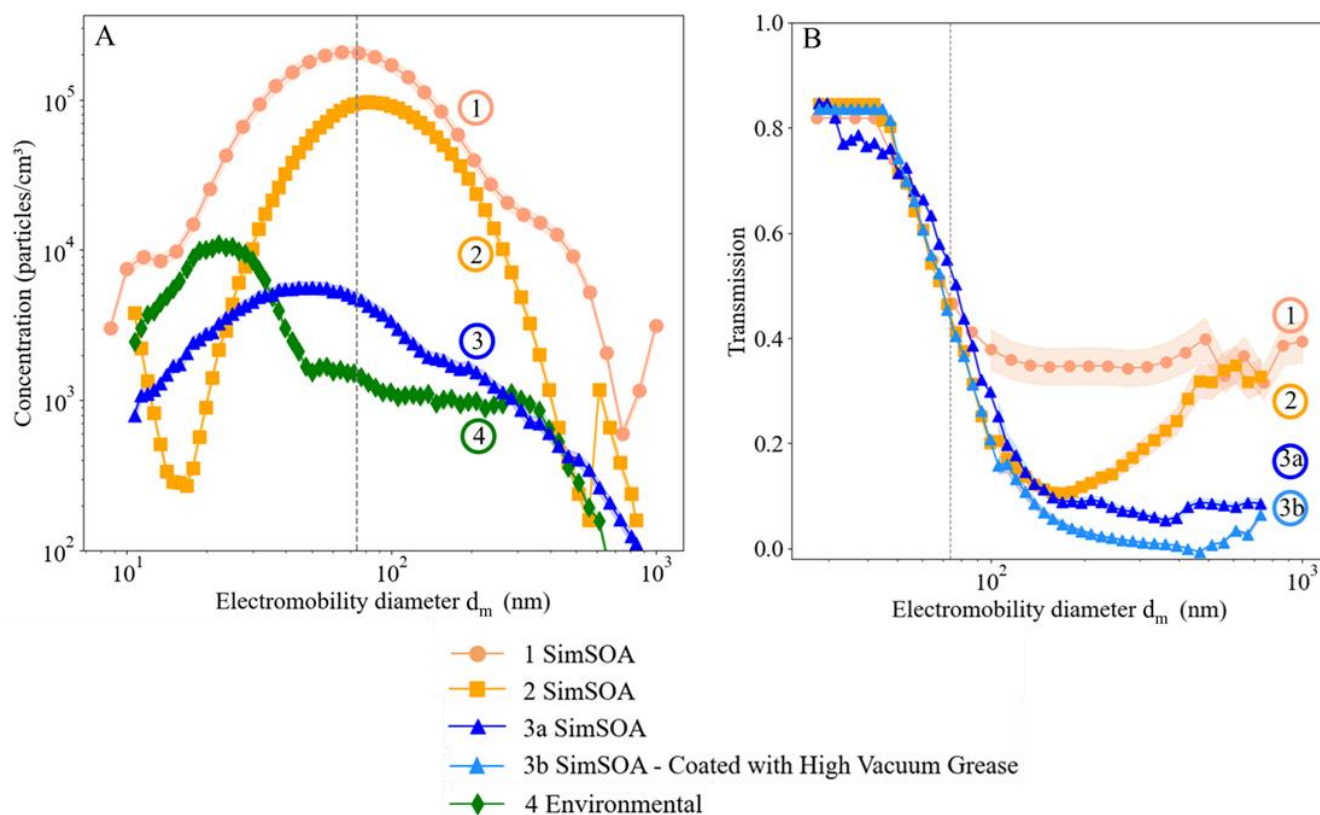 A
Concentration (particles/cm³)
10⁵
10⁴
10³
10²
10¹
10²
10³
Electromobility diameter dₘ (nm)
1
2
3
4
B
Transmission
1.0
0.8
0.6
0.4
0.2
0.0
10²
10³
Electromobility diameter dₘ (nm)
1
2
3a
3b
1 SimSOA
2 SimSOA
3a SimSOA
3b SimSOA - Coated with High Vacuum Grease
4 Environmental